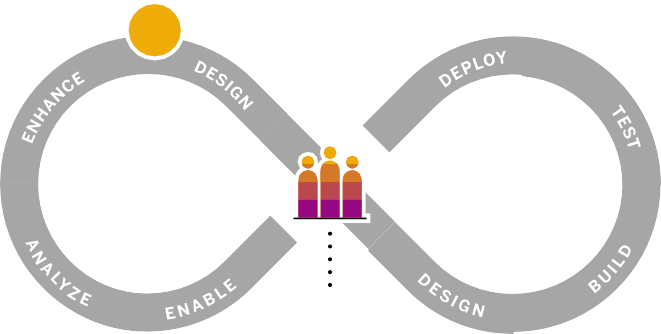 ENHANCE
DESIGN
ANALYZE
ENABLE
DEPLOY
TEST
BUILD
DESIGN